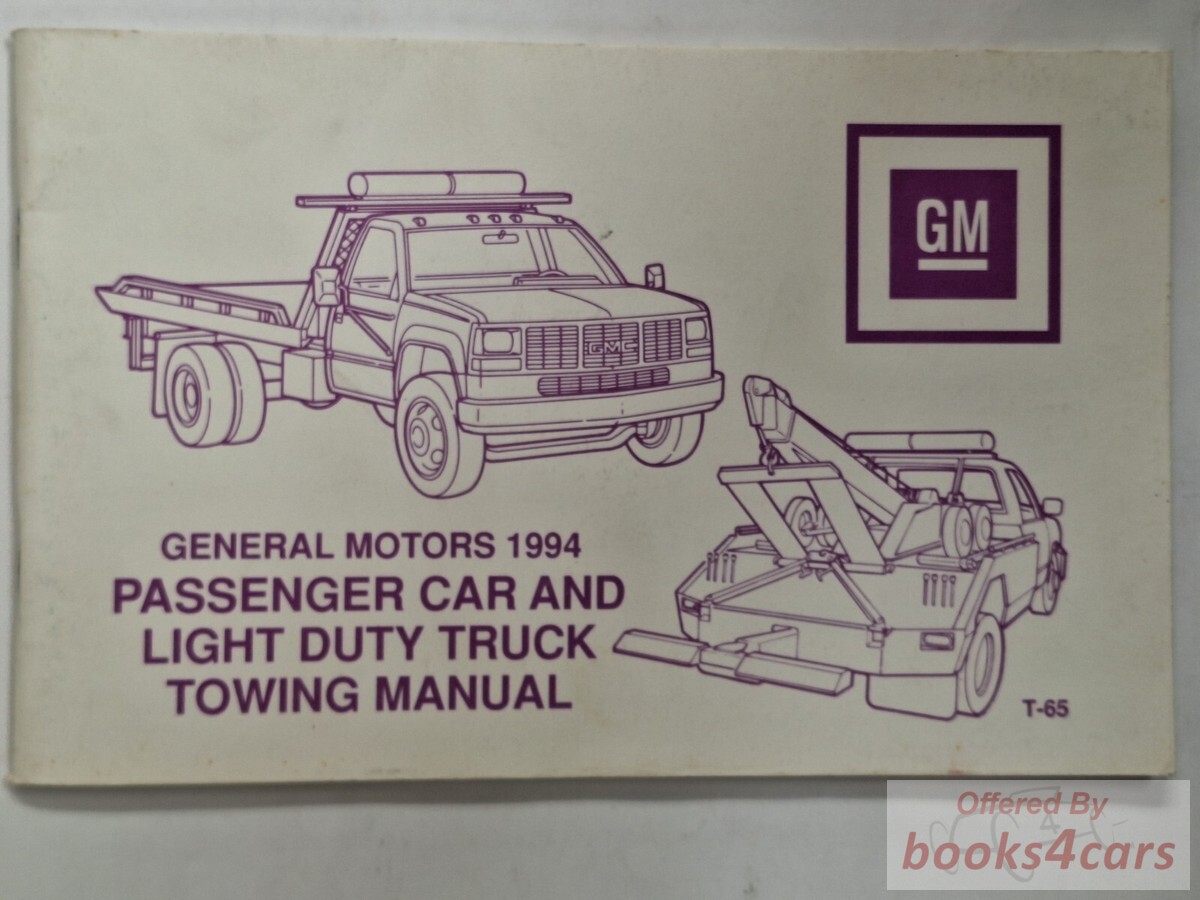 GM
GMC
GENERAL MOTORS 1994
PASSENGER CAR AND
LIGHT DUTY TRUCK
TOWING MANUAL
T-65
Offered By
books4cars